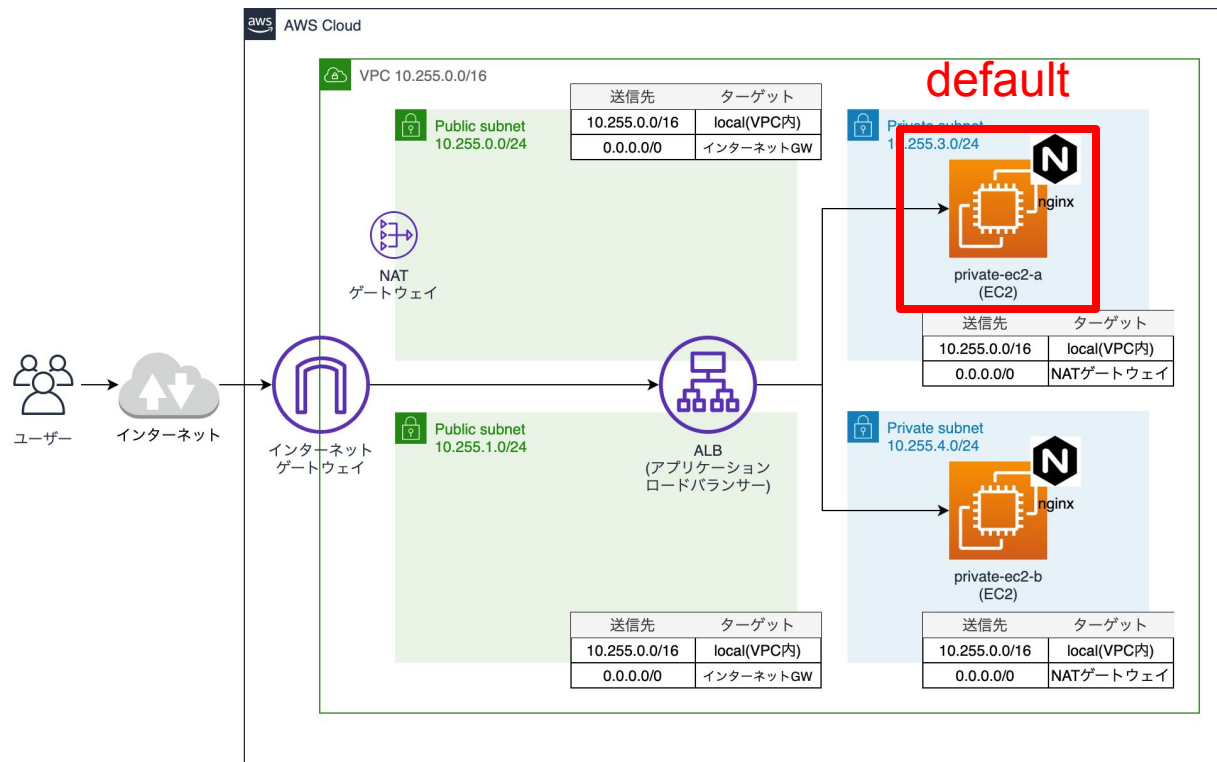 aws
AWS Cloud
VPC 10.255.0.0/16
default
送信先 ターゲット
10.255.0.0/16 local(VPC内)
0.0.0.0/0 インターネットGW
Public subnet
10.255.0.0/24
Private subnet
10.255.3.0/24
N
nginx
private-ec2-a
(EC2)
NAT
ゲートウェイ
送信先 ターゲット
10.255.0.0/16 local(VPC内)
0.0.0.0/0 NATゲートウェイ
ユーザー
インターネット
インターネット
ゲートウェイ
Public subnet
10.255.1.0/24
ALB
(アプリケーション
ロードバランサー)
Private subnet
10.255.4.0/24
N
nginx
private-ec2-b
(EC2)
送信先 ターゲット
10.255.0.0/16 local(VPC内)
0.0.0.0/0 インターネットGW
送信先 ターゲット
10.255.0.0/16 local(VPC内)
0.0.0.0/0 NATゲートウェイ